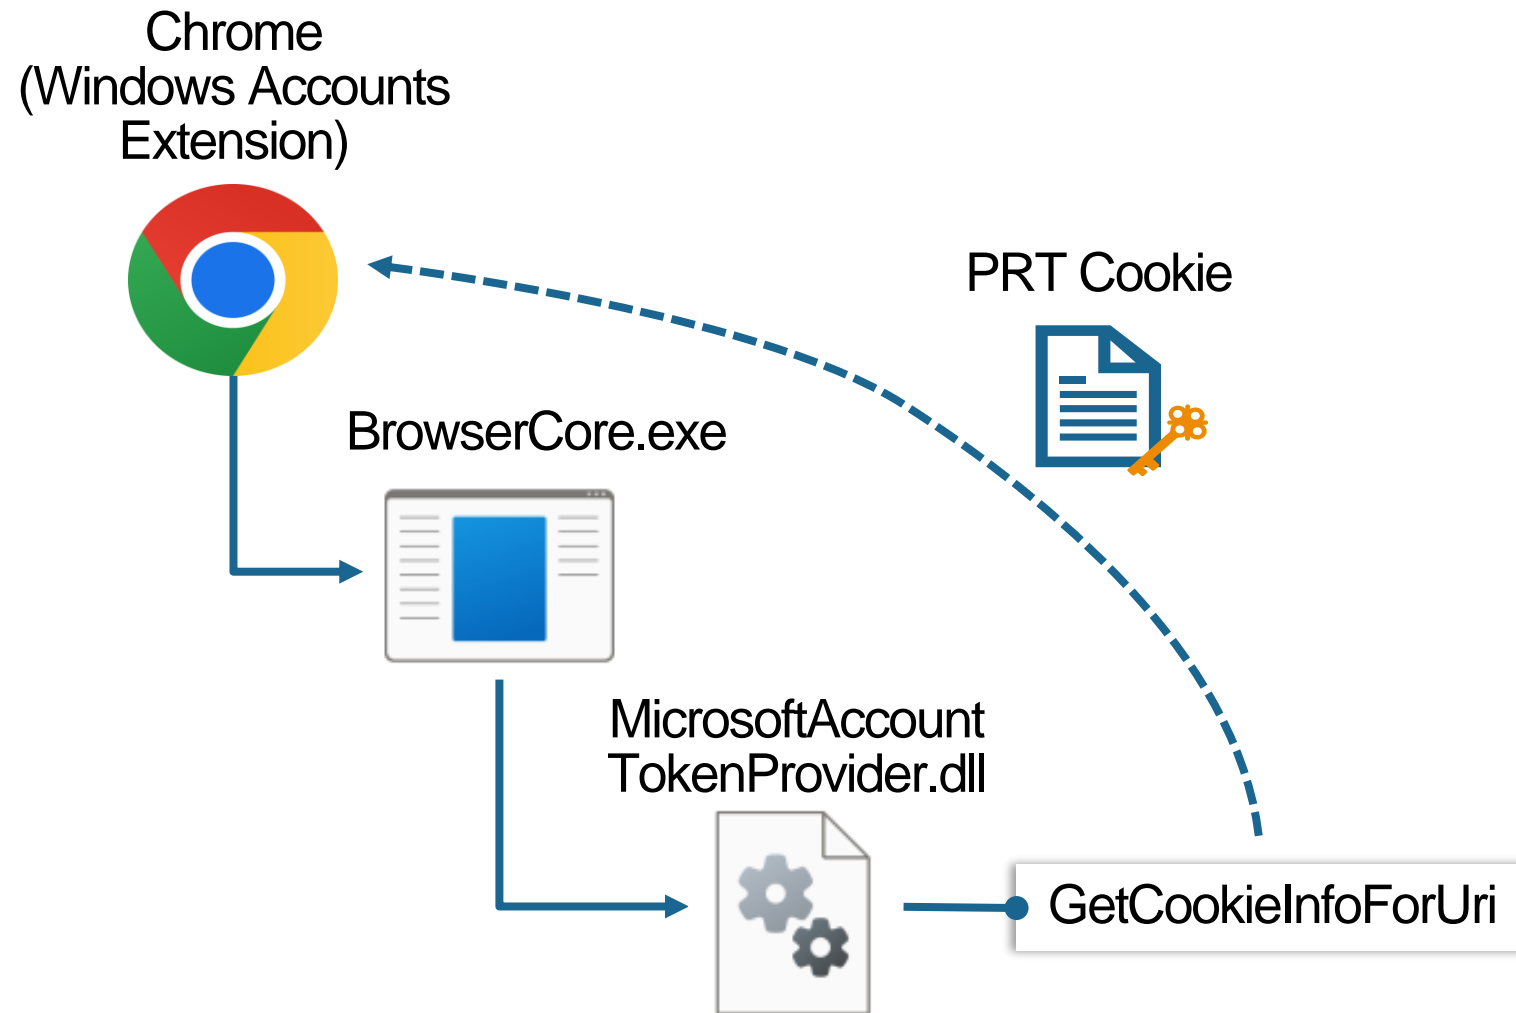 Chrome
(Windows Accounts
Extension)
PRT Cookie
BrowserCore.exe
MicrosoftAccount
TokenProvider.dll
GetCookieInfoForUri